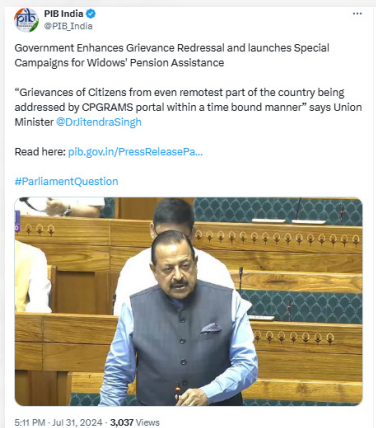 PIB India
@PIB_India
Government Enhances Grievance Redressal and launches Special
Campaigns for Widows' Pension Assistance
“Grievances of Citizens from even remotest part of the country being
addressed by CPGRAMS portal within a time bound manner” says Union
Minister @DrJitendraSingh
Read here: pib.gov.in/PressReleasePa...
#ParliamentQuestion
5:11 PM · Jul 31, 2024 · 3,037 Views